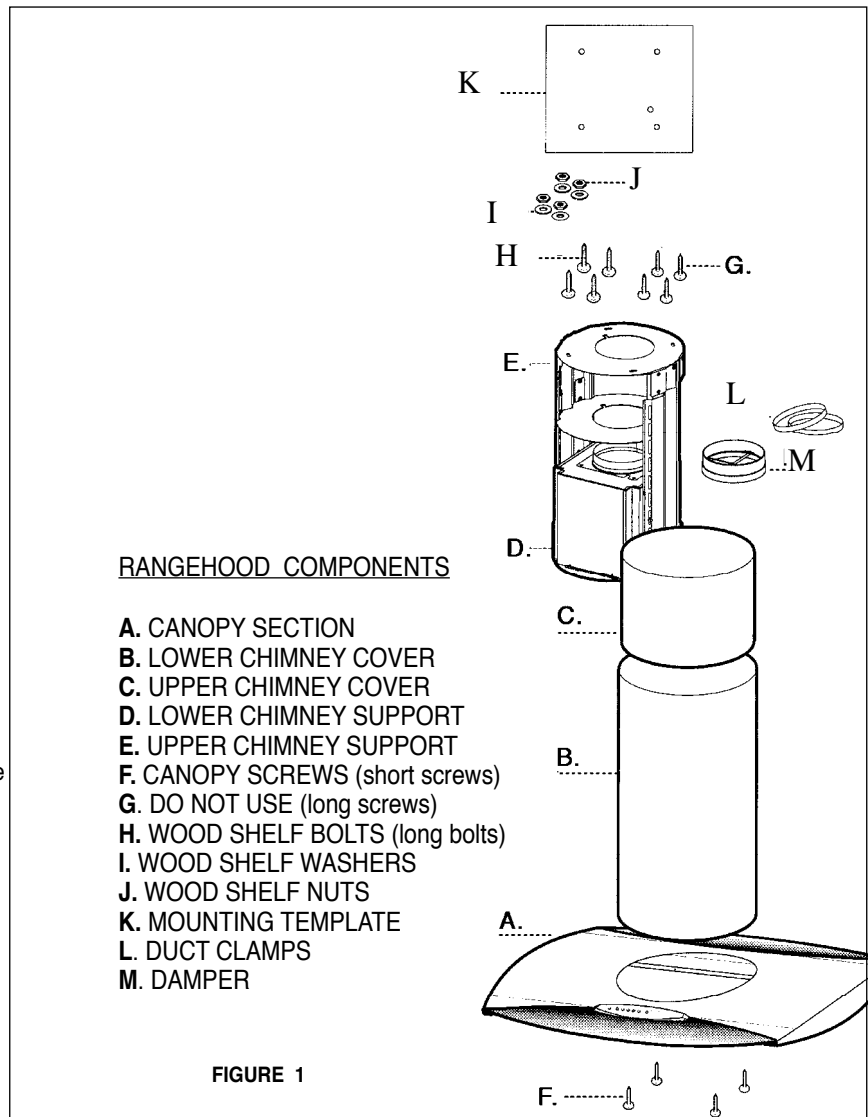 K
J
I
H
G.
E.
L
M
D.
RANGEHOOD COMPONENTS
C.
A. CANOPY SECTION
B. LOWER CHIMNEY COVER
C. UPPER CHIMNEY COVER
D. LOWER CHIMNEY SUPPORT
E. UPPER CHIMNEY SUPPORT
B.
F. CANOPY SCREWS (short screws)
e
G. DO NOT USE (long screws)
H. WOOD SHELF BOLTS (long bolts)
I. WOOD SHELF WASHERS
J. WOOD SHELF NUTS
K. MOUNTING TEMPLATE
A.
L. DUCT CLAMPS
M. DAMPER
FIGURE 1
F.